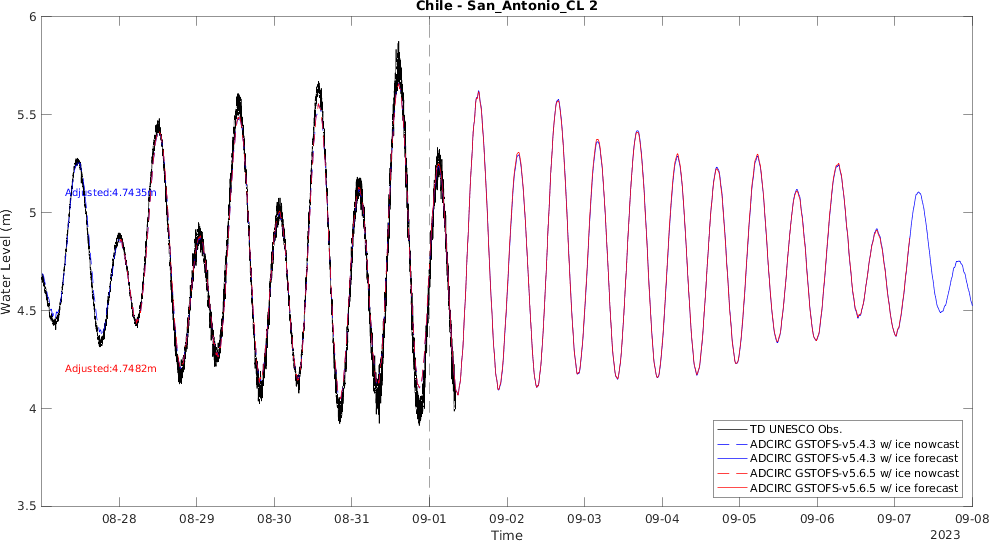 Chile - San_Antonio_CL 2
6
5.5
5
4.5
4
3.5
Water Level (m)
Adjusted:4.7435m
Adjusted:4.7482m
TD UNESCO Obs.
ADCIRC GSTOFS-v5.4.3 w/ ice nowcast
ADCIRC GSTOFS-v5.4.3 w/ ice forecast
ADCIRC GSTOFS-v5.6.5 w/ ice nowcast
ADCIRC GSTOFS-v5.6.5 w/ ice forecast
08-28 08-29 08-30 08-31 09-01 09-02 09-03 09-04 09-05 09-06 09-07 09-08
Time
2023